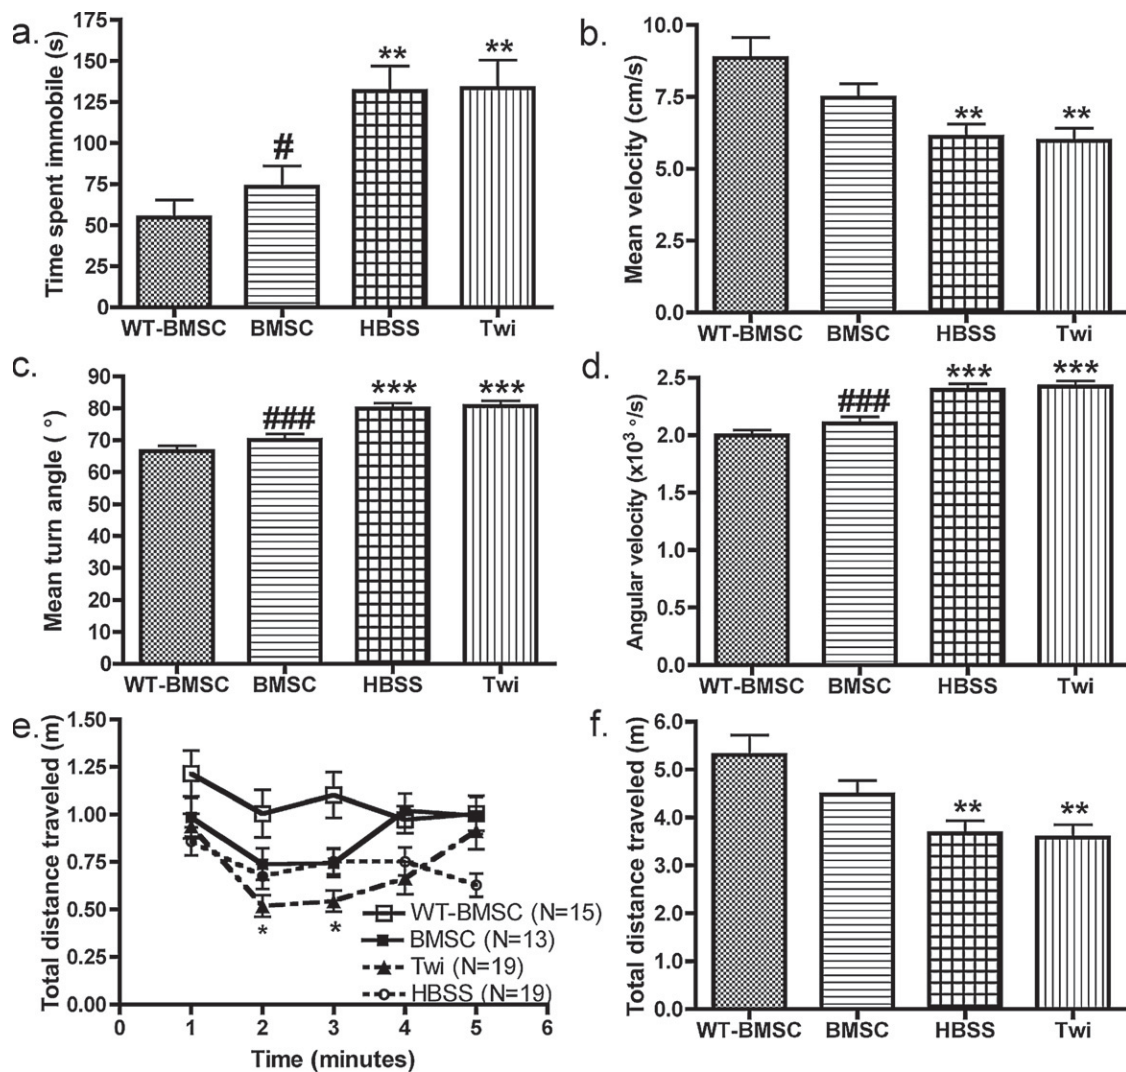 a.
Time spent immobile (s)
175
150
125
100
75
50
25
0
#
**
**
WT-BMSC BMSC HBSS Twi
b.
Mean velocity (cm/s)
10.0
7.5
5.0
2.5
0.0
**
**
WT-BMSC BMSC HBSS Twi
c.
Mean turn angle ( °)
90
80
70
60
50
40
30
20
10
0
###
***
***
WT-BMSC BMSC HBSS Twi
d.
Angular velocity (x10³ °/s)
2.5
2.0
1.5
1.0
0.5
0.0
###
***
***
WT-BMSC BMSC HBSS Twi
e.
Total distance traveled (m)
1.50
1.25
1.00
0.75
0.50
0.25
0.00
* *
WT-BMSC (N=15)
BMSC (N=13)
Twi (N=19)
HBSS (N=19)
0 1 2 3 4 5 6
Time (minutes)
f.
Total distance traveled (m)
6.0
5.0
4.0
3.0
2.0
1.0
0.0
**
**
WT-BMSC BMSC HBSS Twi